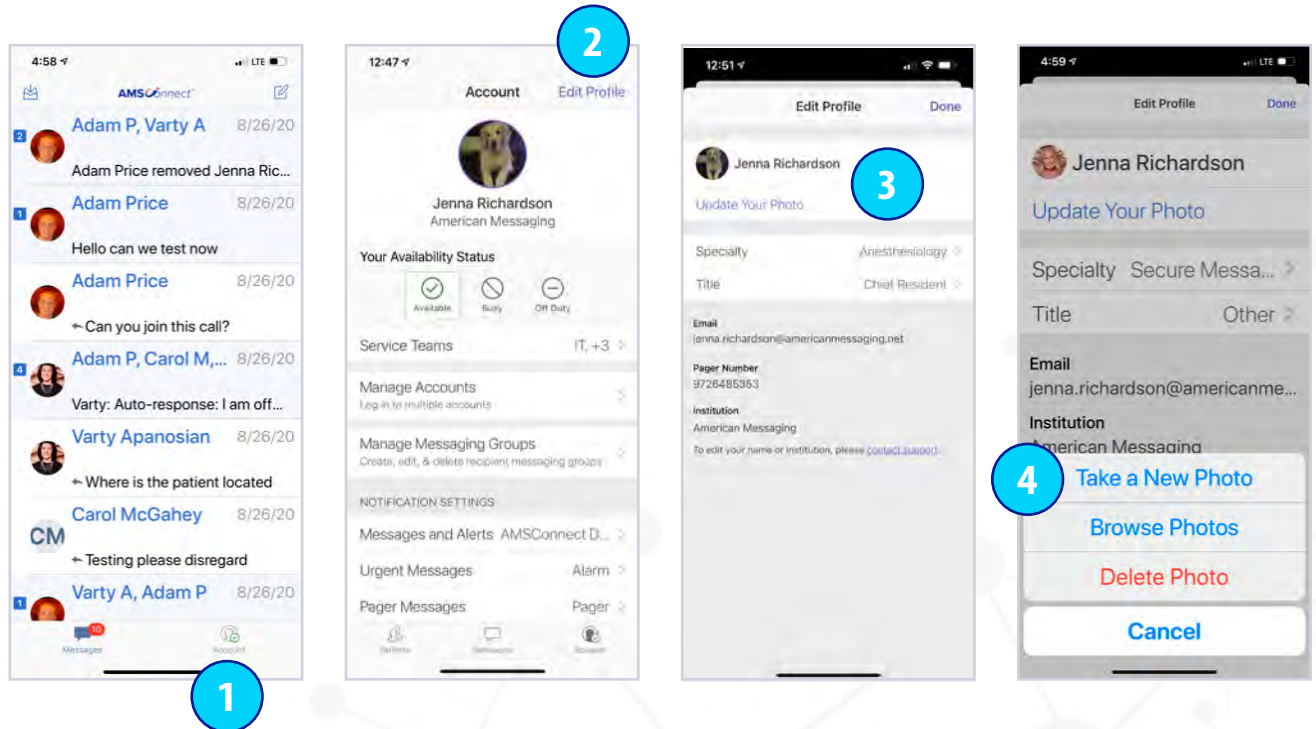 4:58
LTE
AMSConnect
Adam P, Varty A 8/26/20
2
Adam Price removed Jenna Ric...
Adam Price 8/26/20
1
Hello can we test now
Adam Price 8/26/20
Can you join this call?
Adam P, Carol M,... 8/26/20
4
Varty: Auto-response: I am off...
Varty Apanosian 8/26/20
Where is the patient located
Carol McGahey 8/26/20
CM
Testing please disregard
Varty A, Adam P 8/26/20
1
10
Messages Account
1
2
12:47
Account Edit Profile
Jenna Richardson
American Messaging
Your Availability Status
Available Busy Off Duty
Service Teams IT, +3
Manage Accounts
Log in to multiple accounts
Manage Messaging Groups
Create, edit, & delete recipient messaging groups
NOTIFICATION SETTINGS
Messages and Alerts AMSConnect D...
Urgent Messages Alarm
Pager Messages Pager
Account
12:51
Edit Profile Done
Jenna Richardson
3
Update Your Photo
Specialty Anesthesiology
Title Chief Resident
Email
jenna.richardson@americanmessaging.net
Pager Number
9726485353
Institution
American Messaging
To edit your name or institution, please contact support.
4:59
LTE
Edit Profile Done
Jenna Richardson
Update Your Photo
Specialty Secure Messa...
Title Other
Email
jenna.richardson@americanme...
Institution
American Messaging
4
Take a New Photo
Browse Photos
Delete Photo
Cancel